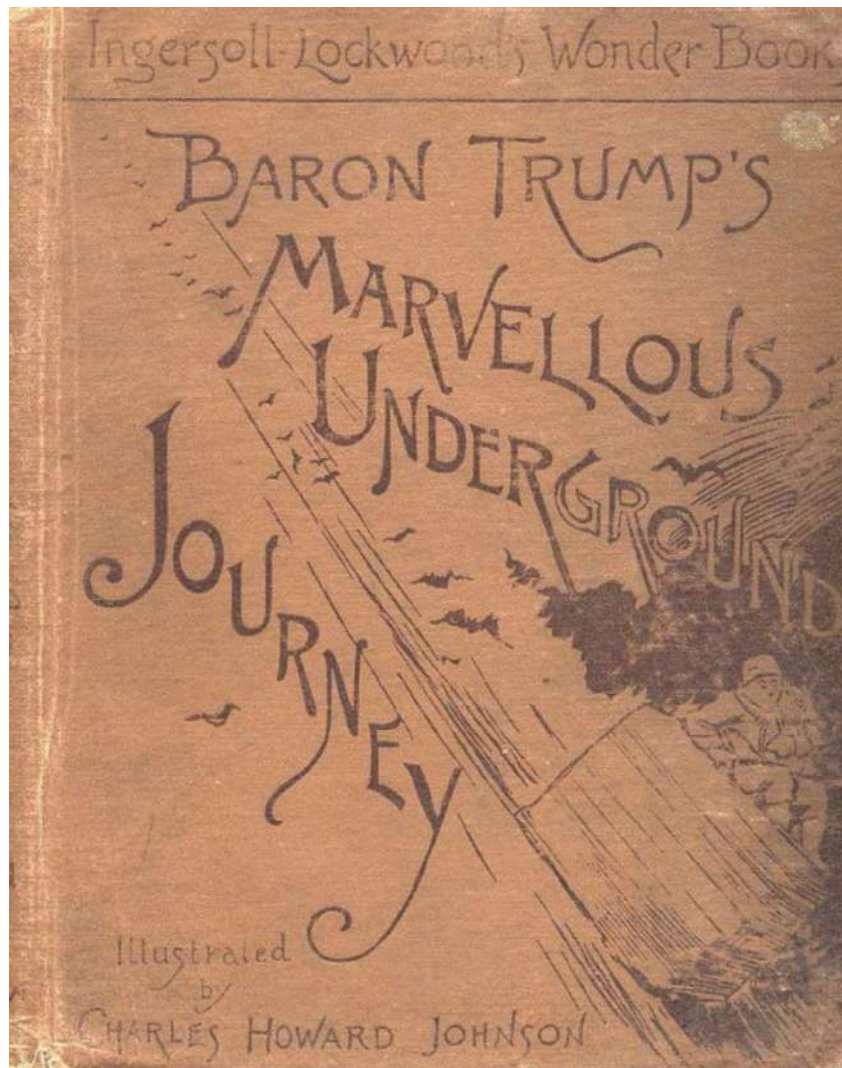 Ingersoll-Lockwood's Wonder Book
BARON TRUMP'S
MARVELLOUS
UNDERGROUND
JOURNEY
Illustrated
by
CHARLES HOWARD JOHNSON